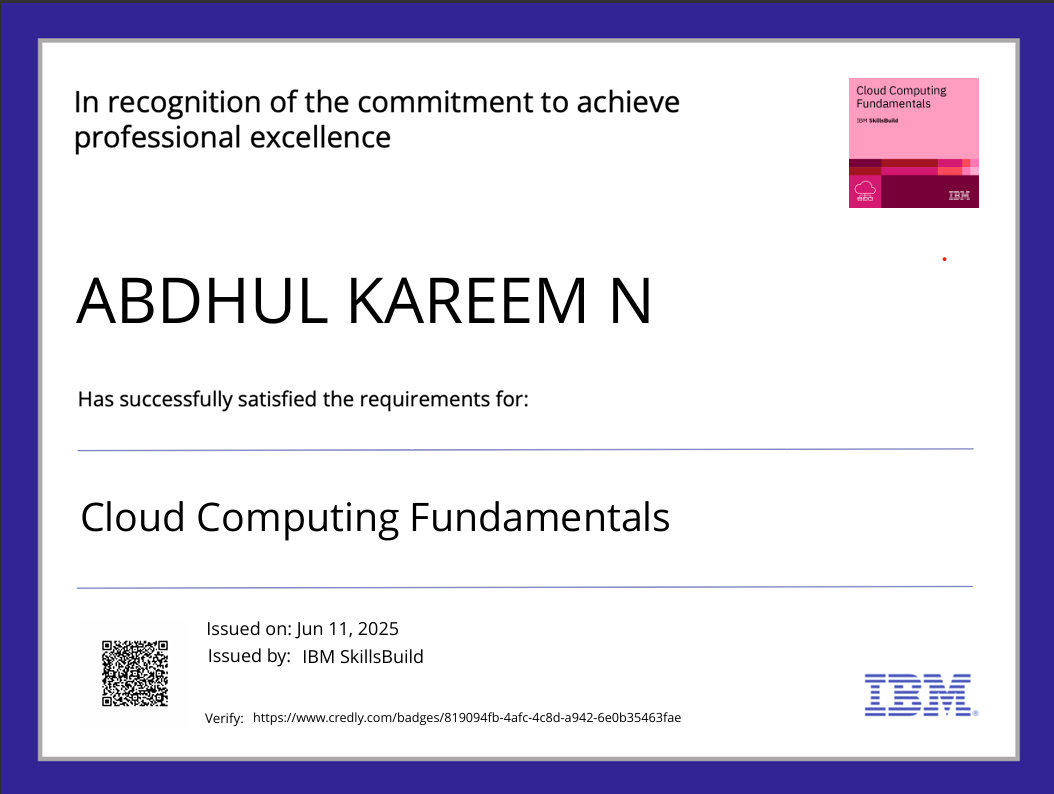 In recognition of the commitment to achieve
professional excellence
Cloud Computing
Fundamentals
IBM SkillsBuild
IBM
ABDHUL KAREEM N
Has successfully satisfied the requirements for:
Cloud Computing Fundamentals
Issued on: Jun 11, 2025
Issued by: IBM SkillsBuild
IBM®
Verify: https://www.credly.com/badges/819094fb-4afc-4c8d-a942-6e0b35463fae